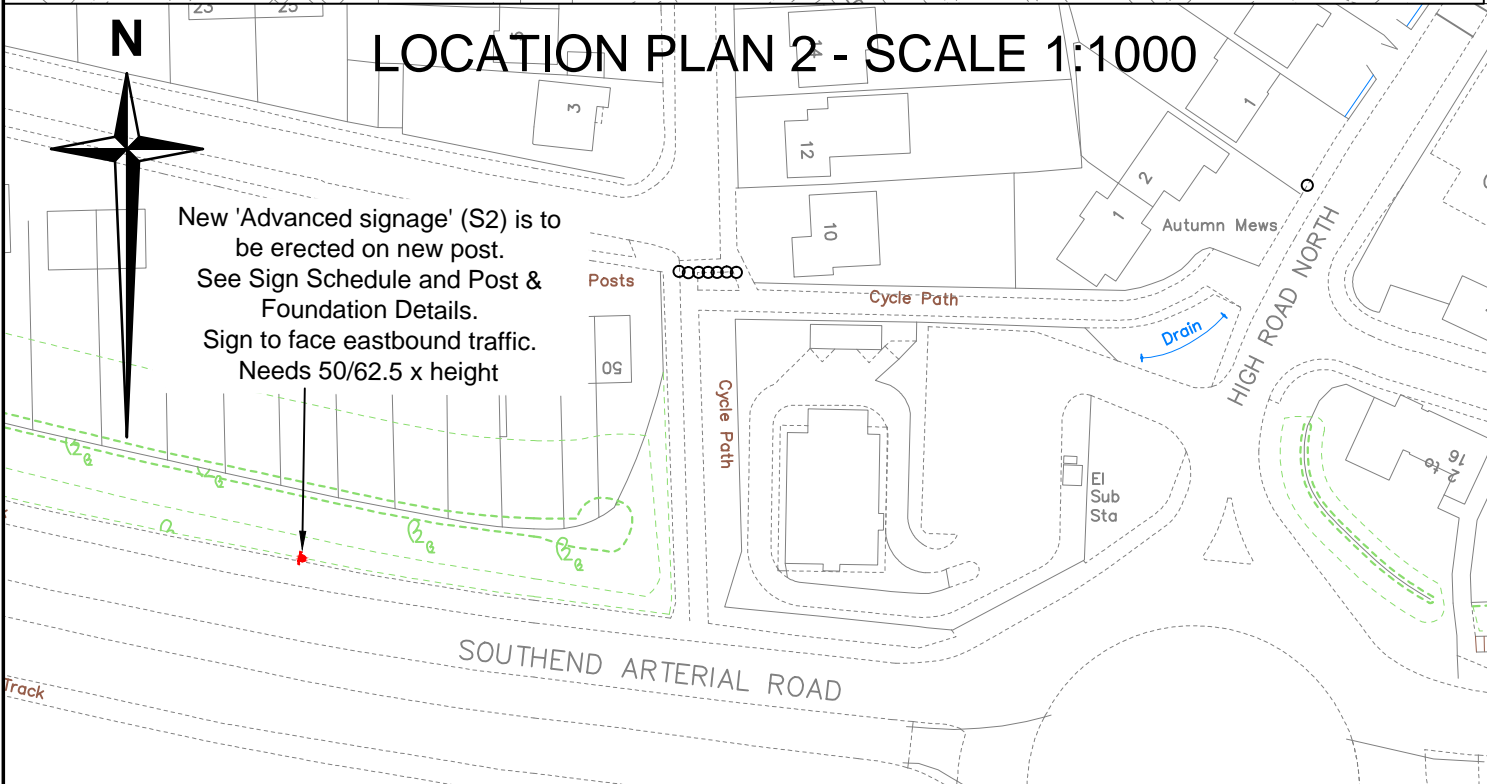 23 25
N
LOCATION PLAN 2 - SCALE 1:1000
14
3
12
1
2
1
10
New 'Advanced signage' (S2) is to
be erected on new post.
See Sign Schedule and Post &
Foundation Details.
Sign to face eastbound traffic.
Needs 50/62.5 x height
Autumn Mews
Posts
Cycle Path
HIGH ROAD NORTH
Drain
50
Cycle Path
El
Sub
Sta
2 to
16
SOUTHEND ARTERIAL ROAD
Track